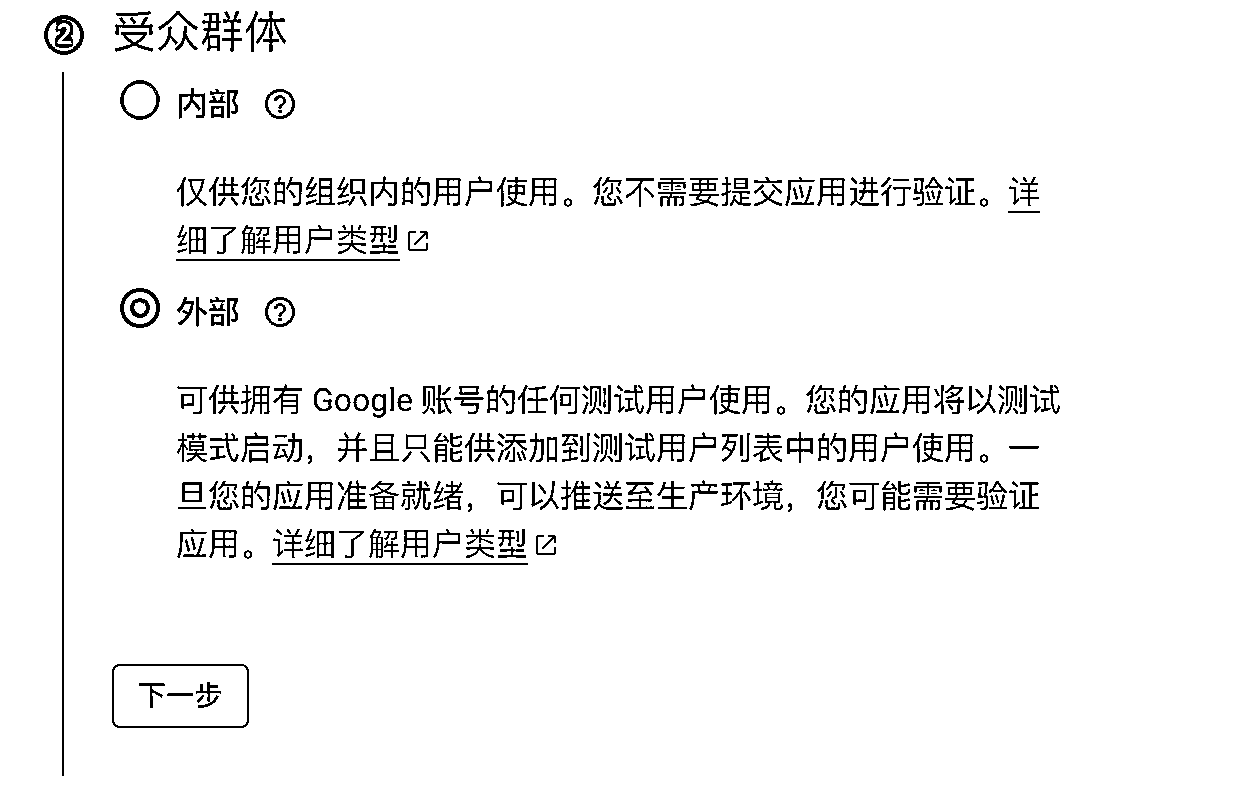 ② 受众群体
内部
仅供您的组织内的用户使用。您不需要提交应用进行验证。详
细了解用户类型
外部
可供拥有 Google 账号的任何测试用户使用。您的应用将以测试
模式启动，并且只能供添加到测试用户列表中的用户使用。一
旦您的应用准备就绪，可以推送至生产环境，您可能需要验证
应用。详细了解用户类型
下一步